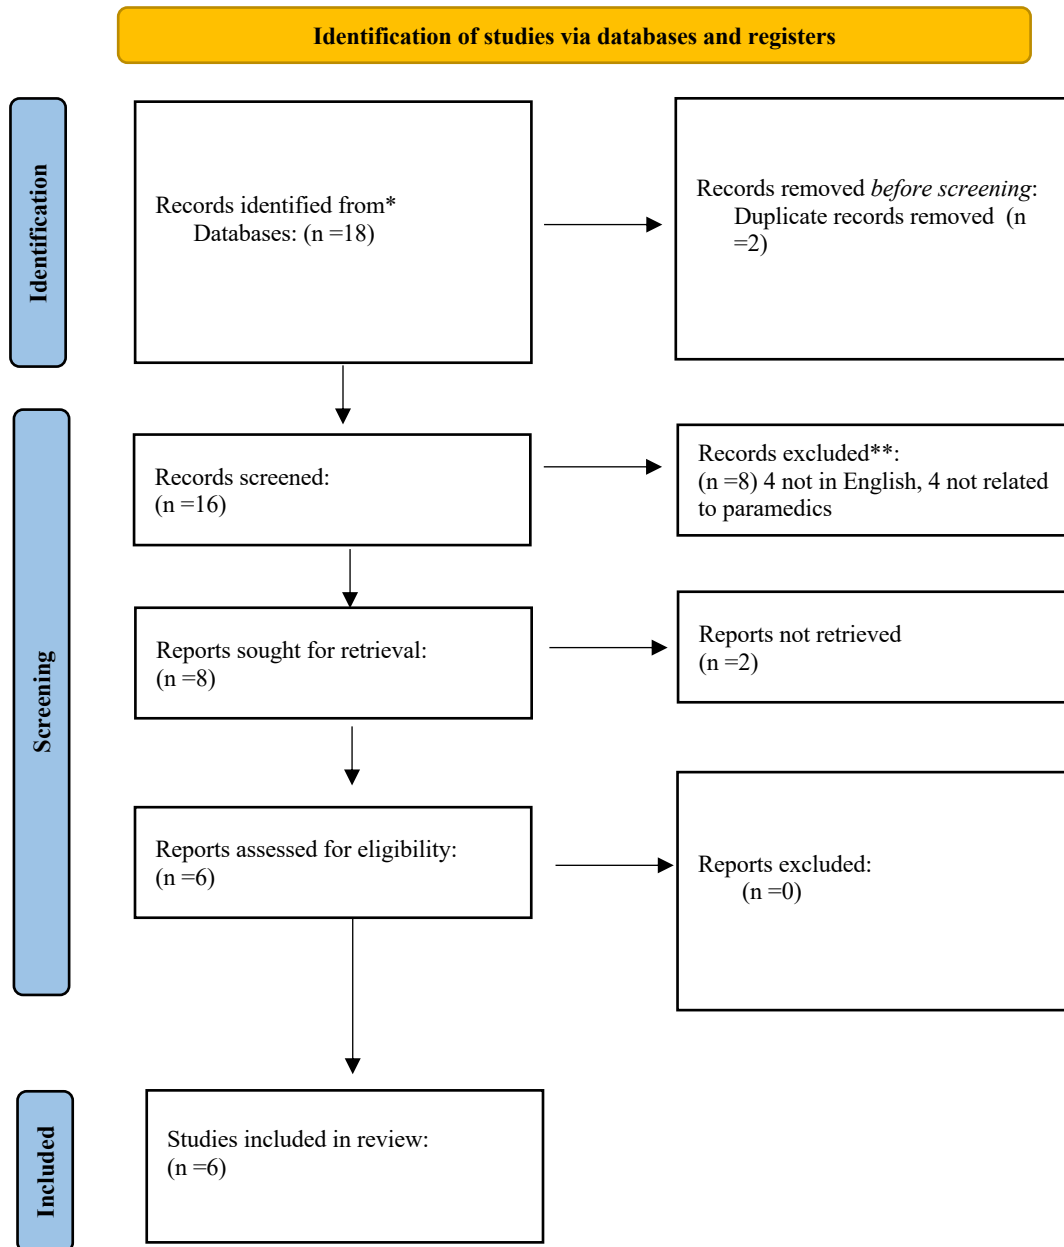 Identification of studies via databases and registers
Identification
Records identified from*
Databases: (n =18)
Records removed before screening:
Duplicate records removed  (n
=2)
Screening
Records screened:
(n =16)
Records excluded**:
(n =8) 4 not in English, 4 not related
to paramedics
Reports sought for retrieval:
(n =8)
Reports not retrieved
(n =2)
Reports assessed for eligibility:
(n =6)
Reports excluded:
(n =0)
Included
Studies included in review:
(n =6)